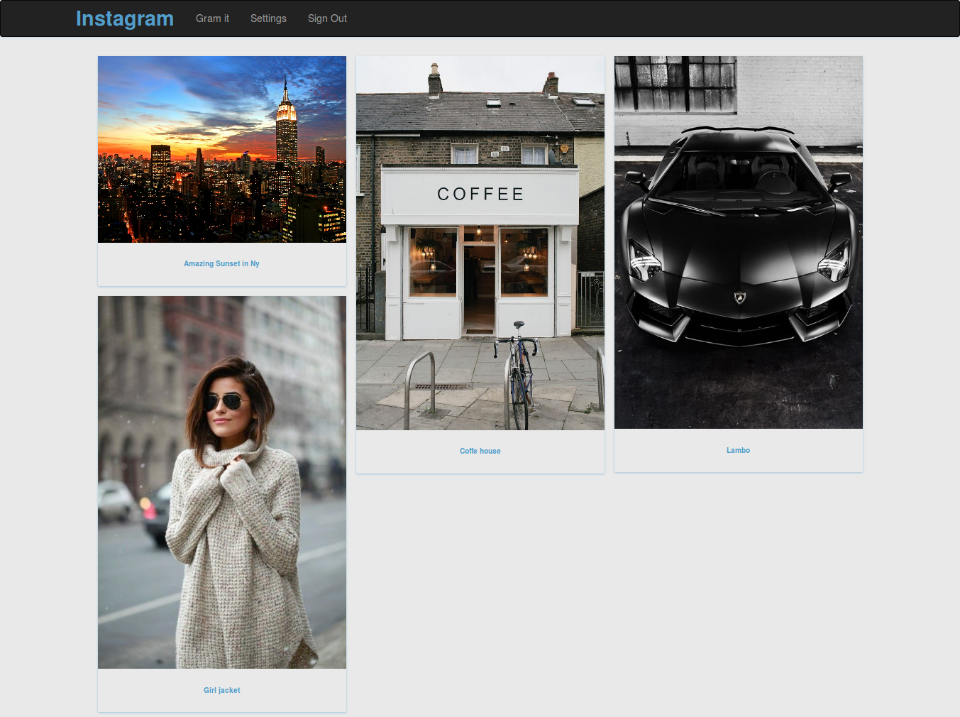 Instagram Gram it Settings Sign Out
Amazing Sunset in Ny
COFFEE
Coffe house
Lambo
Girl jacket